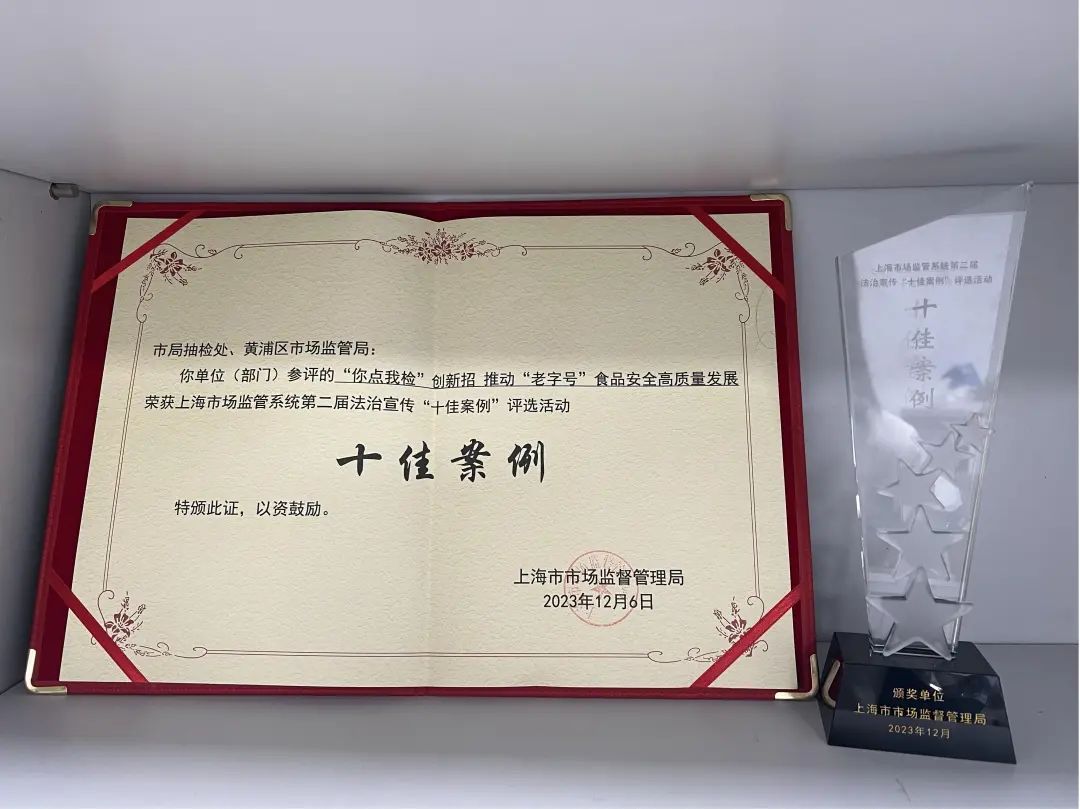 市局抽检处、黄浦区市场监管局：
你单位（部门）参评的“你点我检”创新招 推动“老字号”食品安全高质量发展
荣获上海市场监管系统第二届法治宣传“十佳案例”评选活动
十佳案例
特颁此证，以资鼓励。
上海市市场监督管理局
2023年12月6日
上海市场监管系统第二届
法治宣传“十佳案例”评选活动
十佳案例
颁奖单位
上海市市场监督管理局
2023年12月